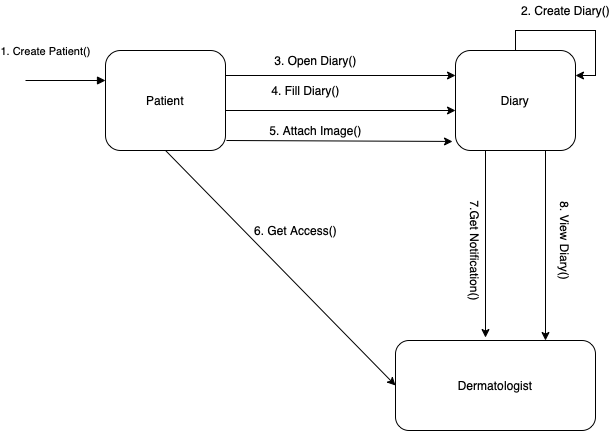 2. Create Diary()
1. Create Patient()
3. Open Diary()
4. Fill Diary()
Patient
Diary
5. Attach Image()
6. Get Access()
7.Get Notification()
8. View Diary()
Dermatologist